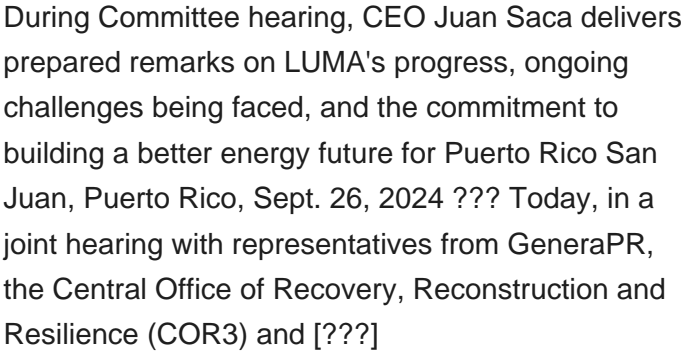 During Committee hearing, CEO Juan Saca delivers
prepared remarks on LUMA's progress, ongoing
challenges being faced, and the commitment to
building a better energy future for Puerto Rico San
Juan, Puerto Rico, Sept. 26, 2024 ??? Today, in a
joint hearing with representatives from GeneraPR,
the Central Office of Recovery, Reconstruction and
Resilience (COR3) and [???]